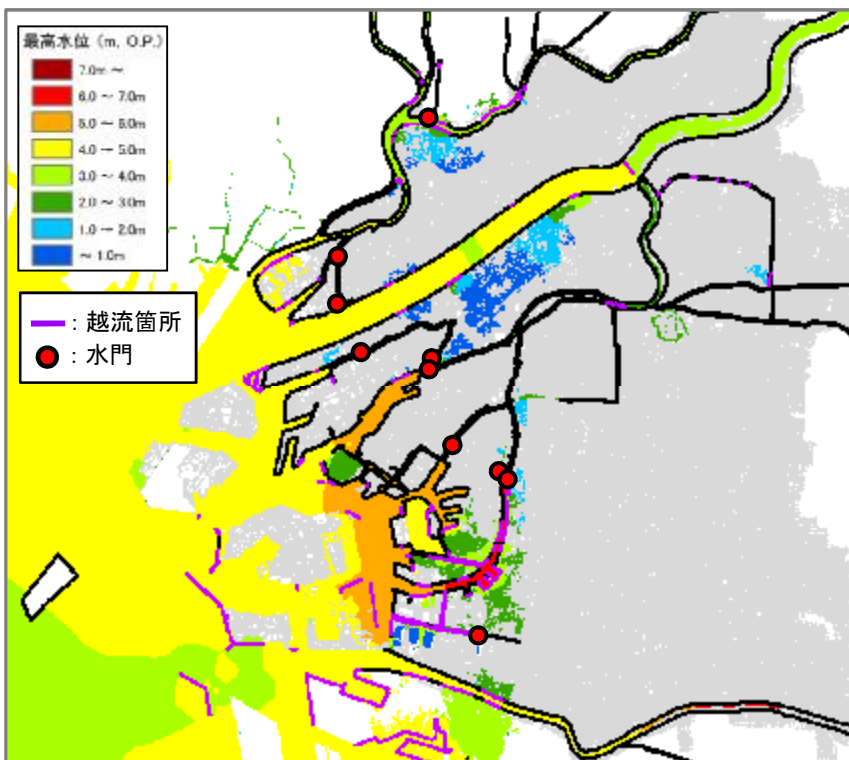 最高水位 (m, O.P.)
7.0m ～
6.0 ～ 7.0m
5.0 ～ 6.0m
4.0 ～ 5.0m
3.0 ～ 4.0m
2.0 ～ 3.0m
1.0 ～ 2.0m
～ 1.0m
: 越流箇所
: 水門